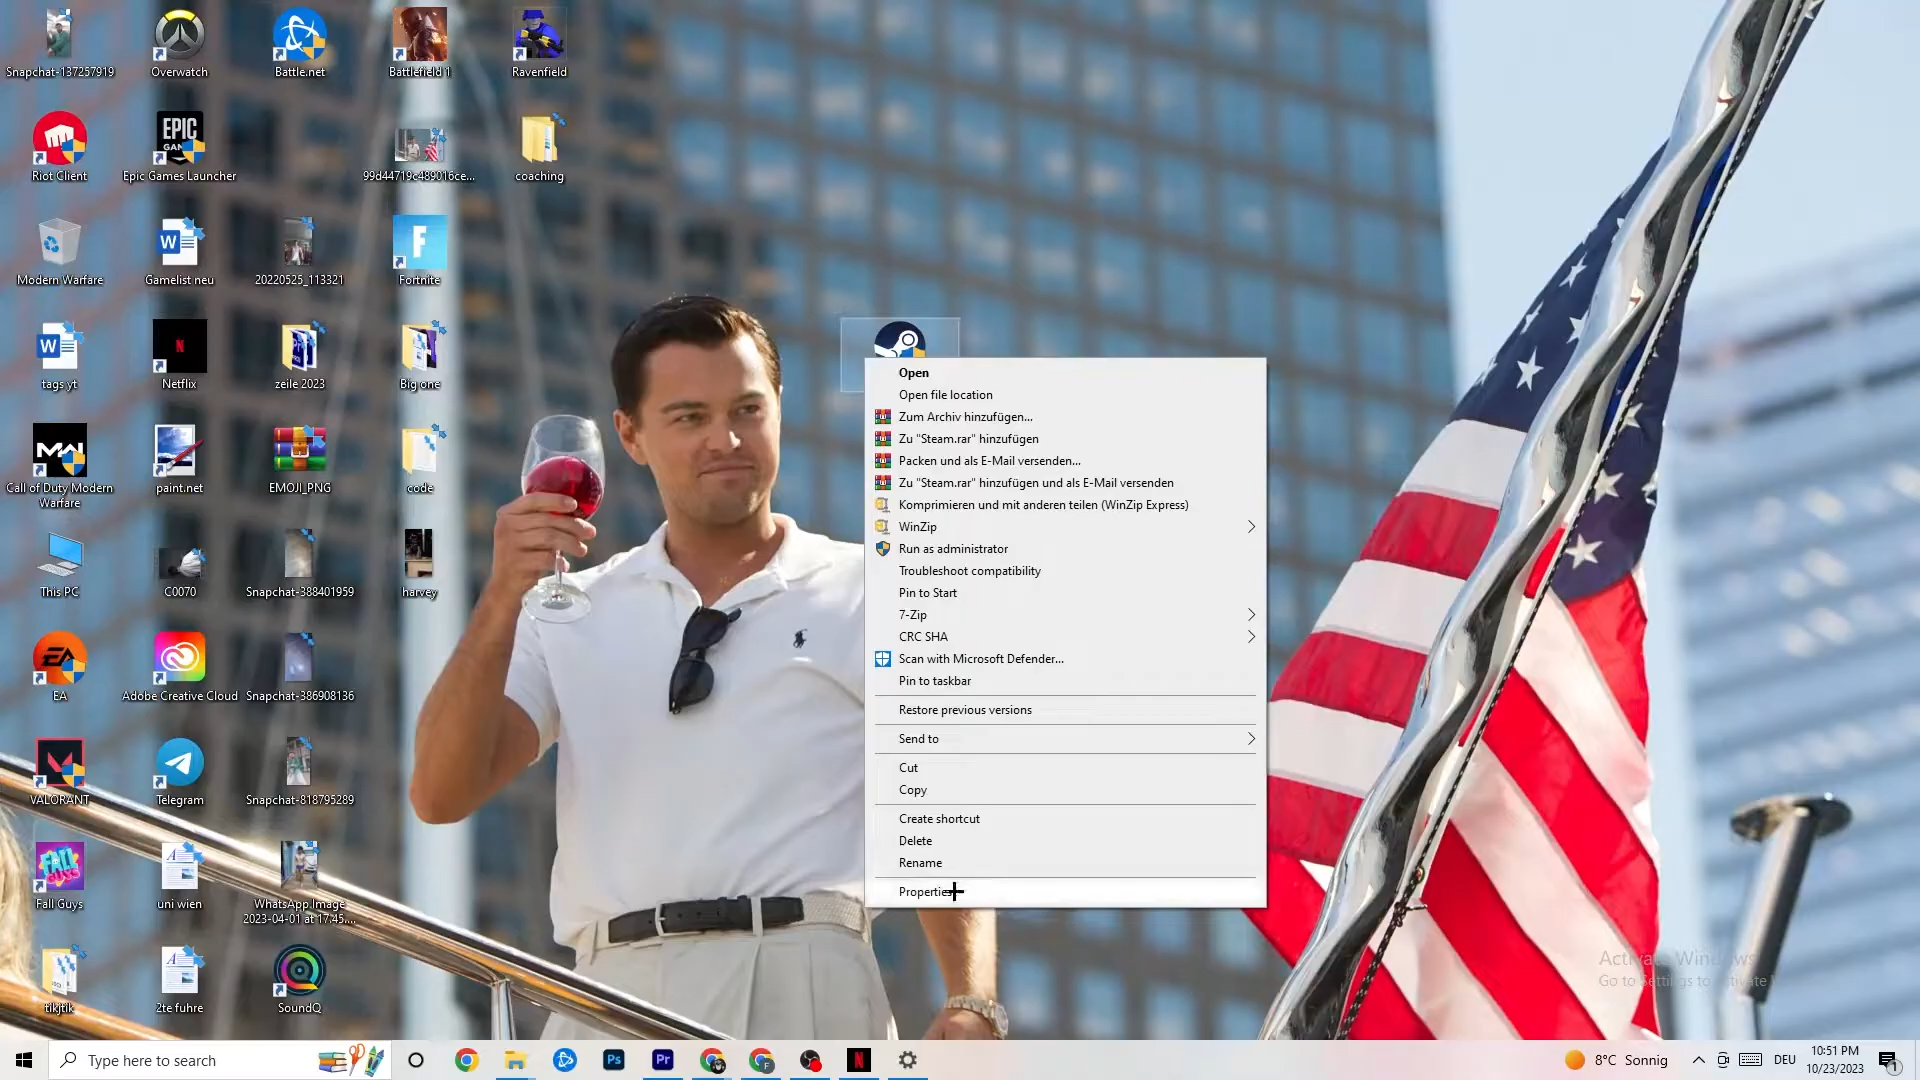 Snapchat-137257919
Overwatch
Battle.net
Battlefield 1
Ravenfield
EPIC
GAM
Riot Client
Epic Games Launcher
99d44719c489016ce...
coaching
Modern Warfare
Gamelist neu
20220525_113321
F
Fortnite
tags yt
N
Netflix
zeile 2023
Big one
Call of Duty Modern
Warfare
paint.net
EMOJI_PNG
code
This PC
C0070
Snapchat-388401959
harvey
EA
EA
Adobe Creative Cloud
Snapchat-386908136
VALORANT
Telegram
Snapchat-818795289
FALL
GUYS
Fall Guys
uni wien
WhatsApp Image
2023-04-01 at 17.45....
tikjtik
2te fuhre
SoundQ
Open
Open file location
Zum Archiv hinzufügen...
Zu "Steam.rar" hinzufügen
Packen und als E-Mail versenden...
Zu "Steam.rar" hinzufügen und als E-Mail versenden
Komprimieren und mit anderen teilen (WinZip Express)
WinZip
Run as administrator
Troubleshoot compatibility
Pin to Start
7-Zip
CRC SHA
Scan with Microsoft Defender...
Pin to taskbar
Restore previous versions
Send to
Cut
Copy
Create shortcut
Delete
Rename
Properties
Activate Windows
Go to Settings to activate
Type here to search
Ps
Pr
F
N
8°C Sonnig
DEU
10:51 PM
10/23/2023
1